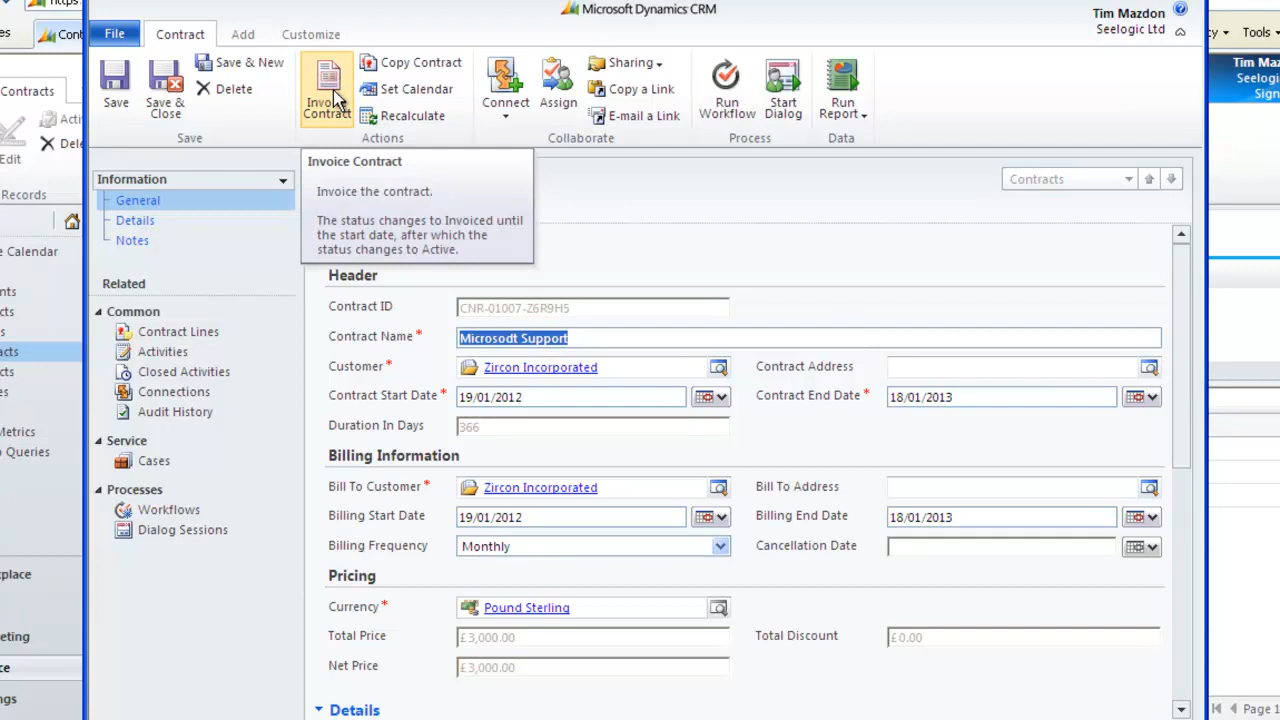 https
Microsoft Dynamics CRM
Tim Mazdon
Seelogic Ltd
File
Contract
Add
Customize
Save
Save &
Close
Save & New
Delete
Save
Invoice
Contract
Copy Contract
Set Calendar
Recalculate
Actions
Connect
Assign
Sharing
Copy a Link
E-mail a Link
Collaborate
Run
Workflow
Start
Dialog
Process
Run
Report
Data
Invoice Contract
Invoice the contract.
The status changes to Invoiced until
the start date, after which the
status changes to Active.
Information
General
Details
Notes
Related
Common
Contract Lines
Activities
Closed Activities
Connections
Audit History
Service
Cases
Processes
Workflows
Dialog Sessions
Contracts
Header
Contract ID
CNR-01007-Z6R9H5
Contract Name*
Microsodt Support
Customer*
Zircon Incorporated
Contract Address
Contract Start Date*
19/01/2012
Contract End Date*
18/01/2013
Duration In Days
366
Billing Information
Bill To Customer*
Zircon Incorporated
Bill To Address
Billing Start Date
19/01/2012
Billing End Date
18/01/2013
Billing Frequency
Monthly
Cancellation Date
Pricing
Currency*
Pound Sterling
Total Price
£3,000.00
Total Discount
£0.00
Net Price
£3,000.00
Details
Contracts
Edit
Records
e Calendar
Metrics
Queries
Tools
Tim Maz
Seelogic
Sign
Page 1